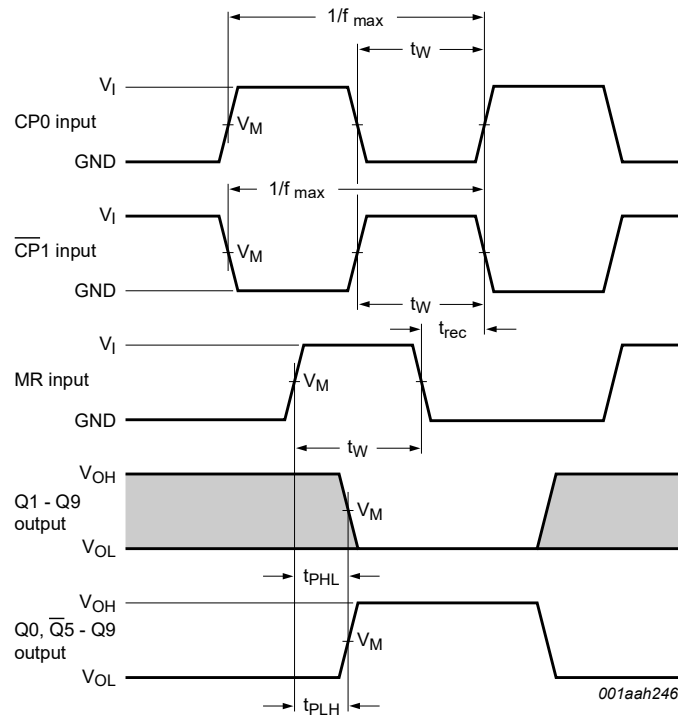 1/f max
tW
VI
CP0 input
VM
GND
1/f max
VI
CP1 input
VM
GND
tW
trec
VI
MR input
VM
GND
tW
VOH
Q1 - Q9
output
VM
VOL
tPHL
VOH
Q0, Q5 - Q9
output
VM
VOL
tPLH
001aah246